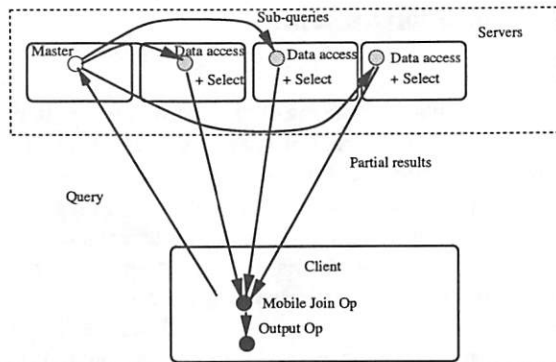 Sub-queries
Servers
Master
Data access
+ Select
Data access
+ Select
Data access
+ Select
Partial results
Query
Client
Mobile Join Op
Output Op